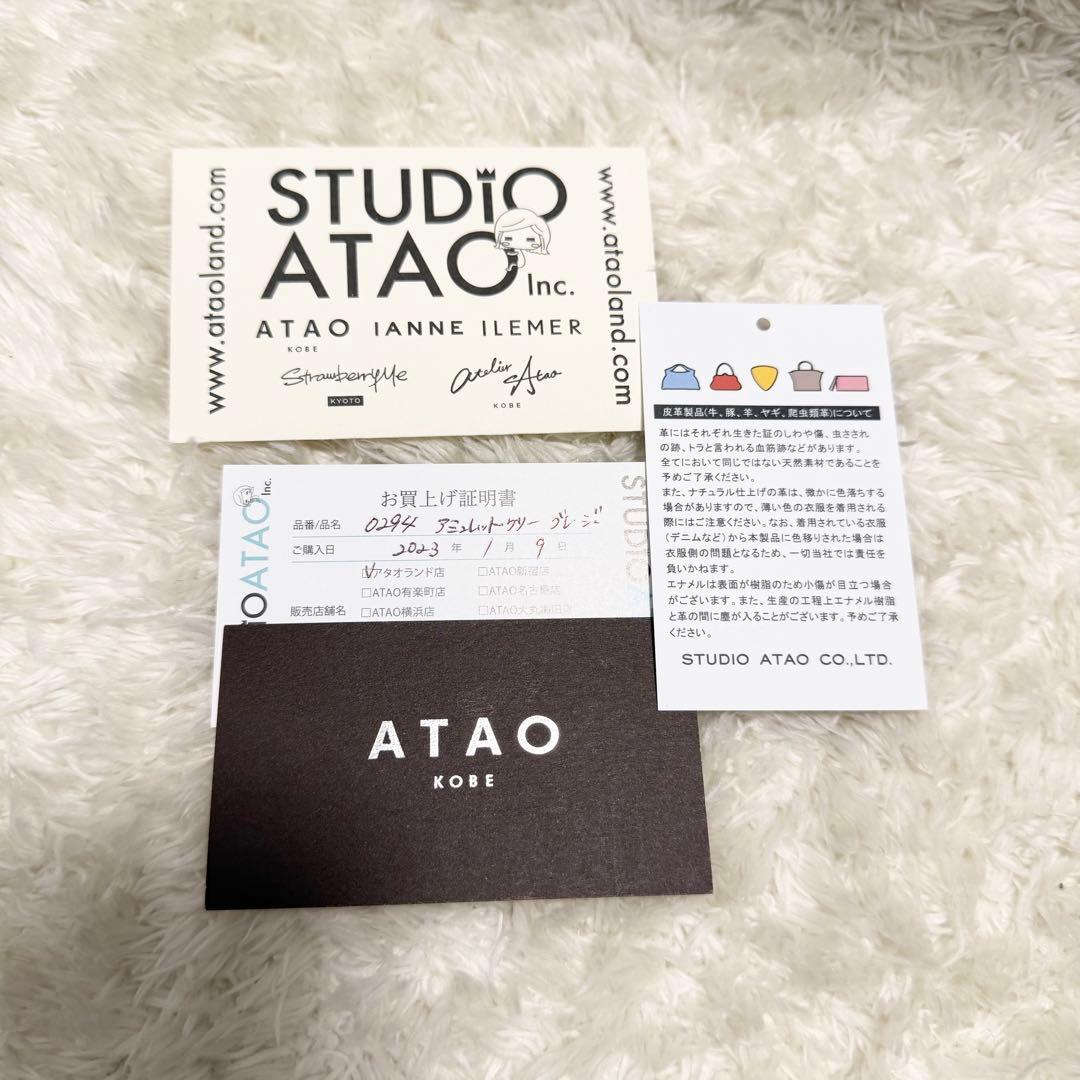 STUDiO
ATAO Inc.
www.ataoland.com
www.ataoland.com
ATAO IANNE ILEMER
KOBE
StrawberryMe
KYOTO
atelier Atao
KOBE
皮革製品(牛、豚、羊、ヤギ、爬虫類革)について
革にはそれぞれ生きた証のしわや傷、虫さされ
の跡、トラと言われる血筋跡などがあります。
全てにおいて同じではない天然素材であることを
予めご了承ください。
また、ナチュラル仕上げの革は、微かに色落ちする
場合がありますので、薄い色の衣服を着用される
際にはご注意ください。なお、着用されている衣服
(デニムなど)から本製品に色移りされた場合は
衣服側の問題となるため、一切当社では責任を
負いかねます。
エナメルは表面が樹脂のため小傷が目立つ場合
がございます。また、生産の工程上エナメル樹脂
と革の間に塵が入ることがございます。予めご了承
ください。
STUDIO ATAO CO.,LTD.
お買上げ証明書
品番/品名 0294 アミュレットケリー グレージュ
ご購入日 2023 年 1 月 9 日
販売店舗名
アタオランド店 ATAO新宿店
ATAO有楽町店 ATAO名古屋店
ATAO横浜店
ATAO Inc.
STUDiO
ATAO
KOBE